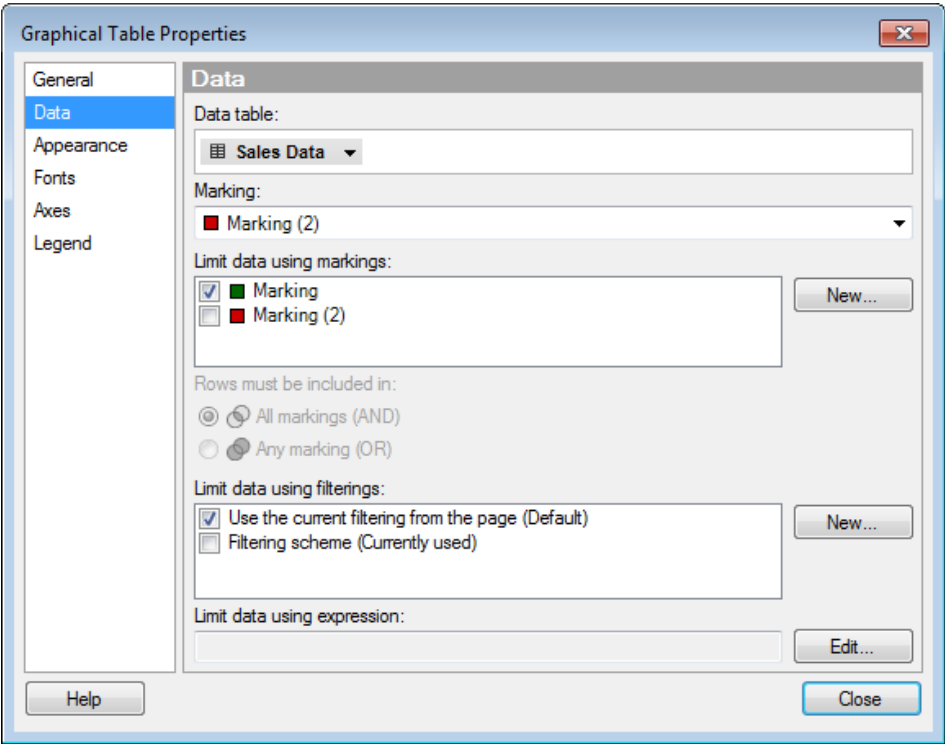 Graphical Table Properties
General
Data
Appearance
Fonts
Axes
Legend
Data
Data table:
Sales Data
Marking:
Marking (2)
Limit data using markings:
Marking
Marking (2)
New...
Rows must be included in:
All markings (AND)
Any marking (OR)
Limit data using filterings:
Use the current filtering from the page (Default)
Filtering scheme (Currently used)
New...
Limit data using expression:
Edit...
Help
Close